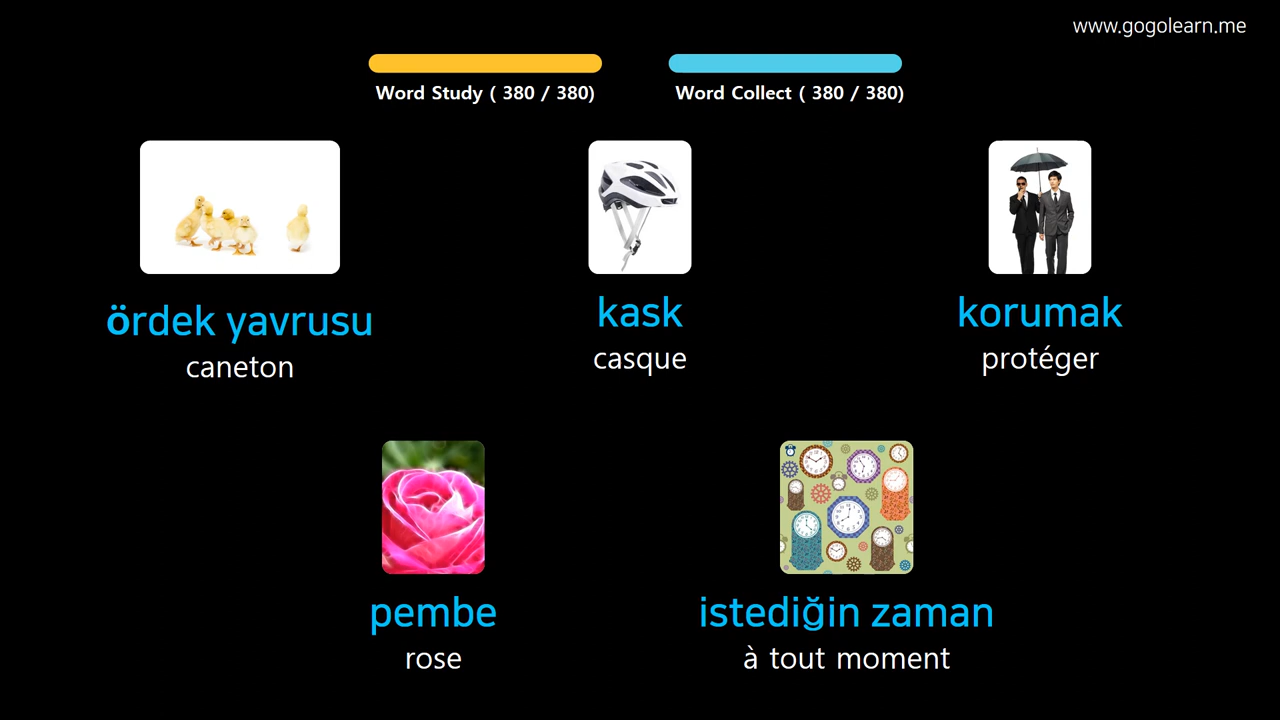 www.gogolearn.me
Word Study ( 380 / 380)
Word Collect ( 380 / 380)
ördek yavrusu
caneton
kask
casque
korumak
protéger
pembe
rose
istediğin zaman
à tout moment